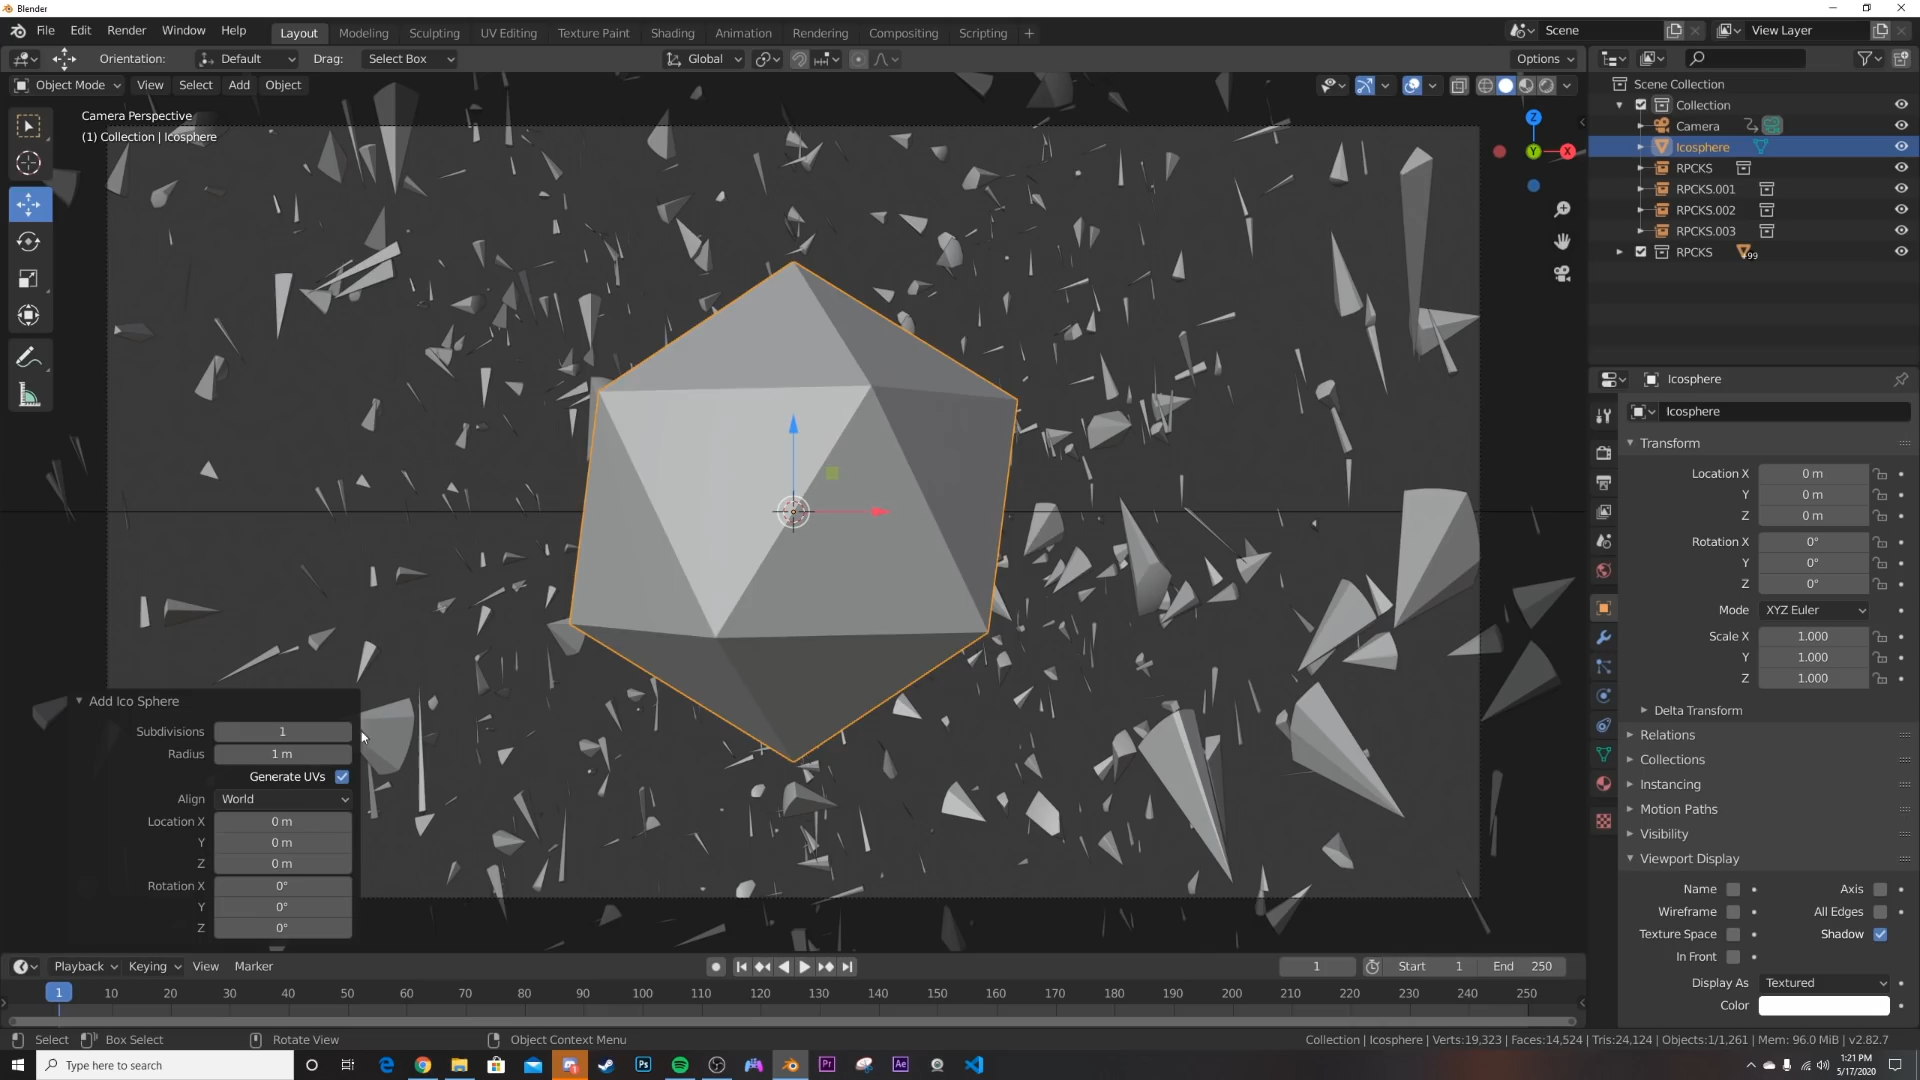 Blender
File Edit Render Window Help Layout Modeling Sculpting UV Editing Texture Paint Shading Animation Rendering Compositing Scripting + Scene View Layer
Orientation: Default Drag: Select Box Global Options
Object Mode View Select Add Object
Camera Perspective
(1) Collection | Icosphere
Z
Y
X
Scene Collection
Collection
Camera
Icosphere
RPCKS
RPCKS.001
RPCKS.002
RPCKS.003
RPCKS +99
Icosphere
Icosphere
Transform
Location X 0 m
Y 0 m
Z 0 m
Rotation X 0°
Y 0°
Z 0°
Mode XYZ Euler
Scale X 1.000
Y 1.000
Z 1.000
Delta Transform
Relations
Collections
Instancing
Motion Paths
Visibility
Viewport Display
Name Axis
Wireframe All Edges
Texture Space Shadow
In Front
Display As Textured
Color
Add Ico Sphere
Subdivisions 1
Radius 1 m
Generate UVs
Align World
Location X 0 m
Y 0 m
Z 0 m
Rotation X 0°
Y 0°
Z 0°
Playback Keying View Marker 1 Start 1 End 250
1 10 20 30 40 50 60 70 80 90 100 110 120 130 140 150 160 170 180 190 200 210 220 230 240 250
Select Box Select Rotate View Object Context Menu Collection | Icosphere | Verts:19,323 | Faces:14,524 | Tris:24,124 | Objects:1/1,261 | Mem: 96.0 MiB | v2.82.7
Type here to search Ps Pr Ae 1:21 PM
5/17/2020